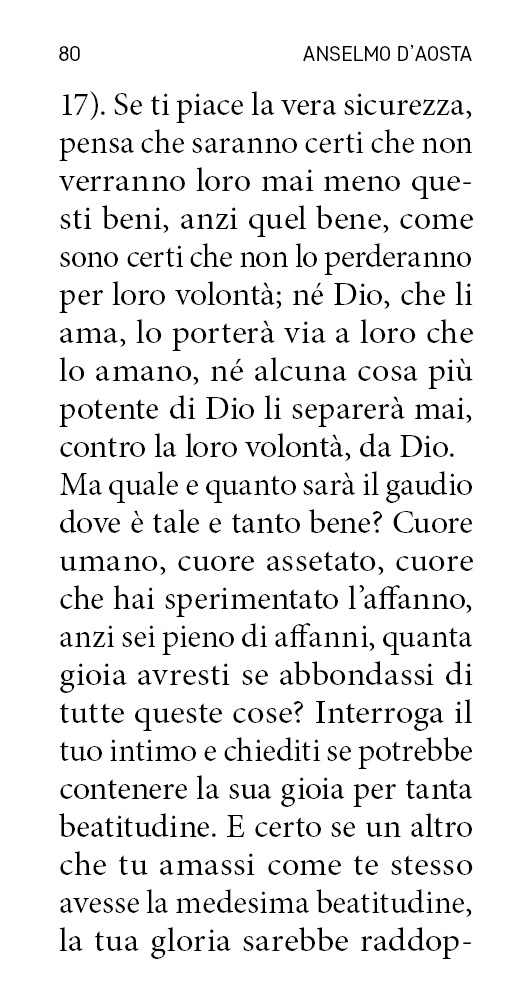 80
ANSELMO D'AOSTA
17). Se ti piace la vera sicurezza,
pensa che saranno certi che non
verranno loro mai meno que-
sti beni, anzi quel bene, come
sono certi che non lo perderanno
per loro volontà; né Dio, che li
ama, lo porterà via a loro che
lo amano, né alcuna cosa più
potente di Dio li separerà mai,
contro la loro volontà, da Dio.
Ma quale e quanto sarà il gaudio
dove è tale e tanto bene? Cuore
umano, cuore assetato, cuore
che hai sperimentato l'affanno,
anzi sei pieno di affanni, quanta
gioia avresti se abbondassi di
tutte queste cose? Interroga il
tuo intimo e chiediti se potrebbe
contenere la sua gioia per tanta
beatitudine. E certo se un altro
che tu amassi come te stesso
avesse la medesima beatitudine,
la tua gloria sarebbe raddop-